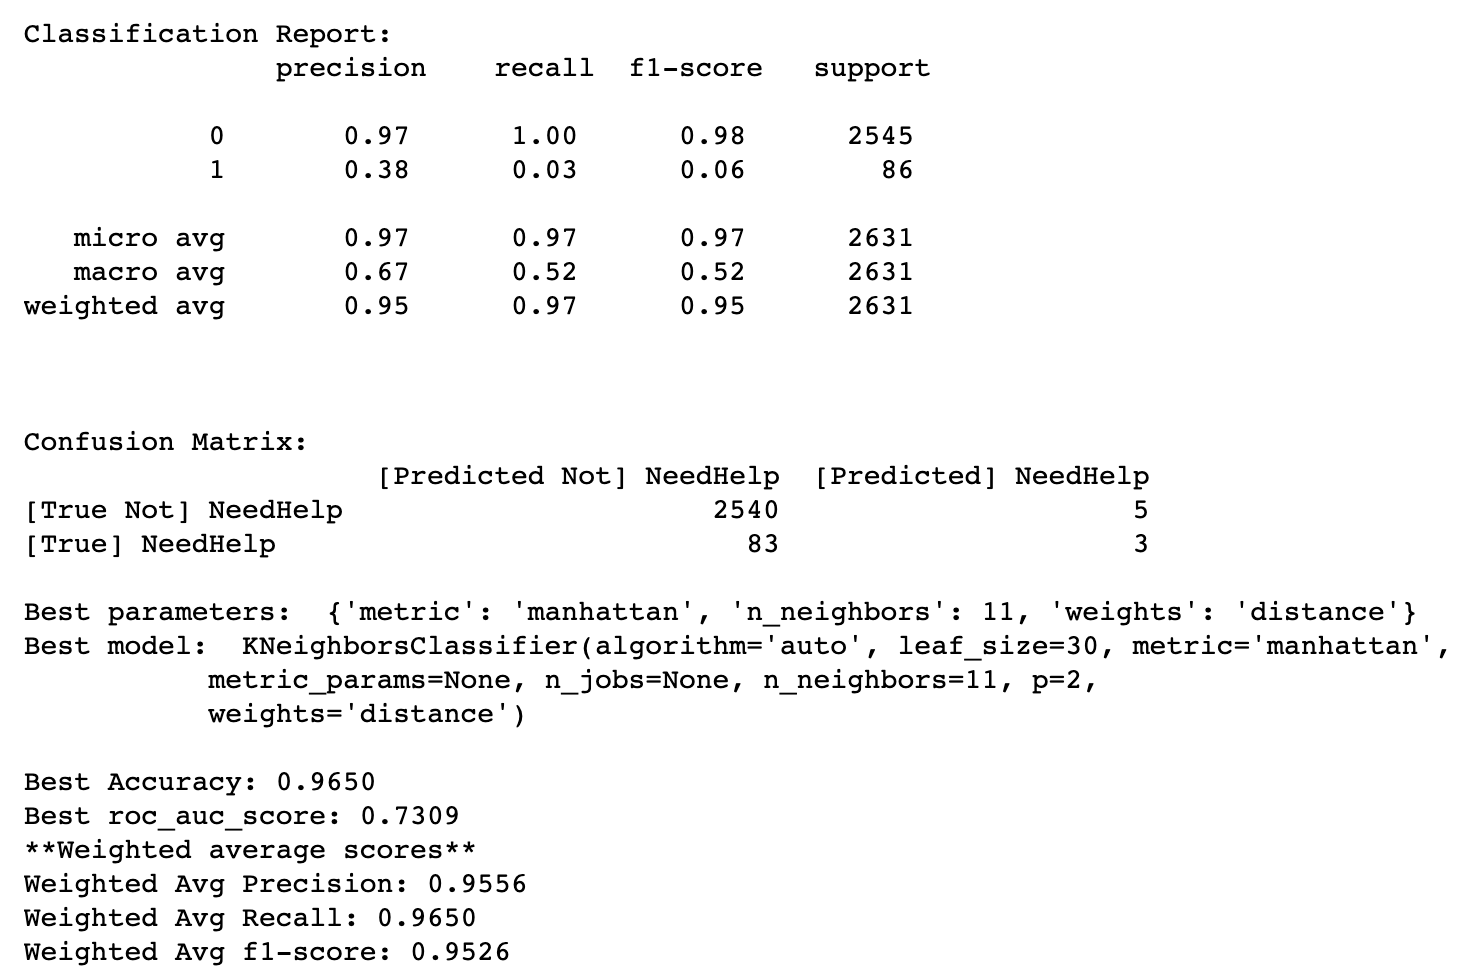 Classification Report:
precision recall f1-score support
0 0.97 1.00 0.98 2545
1 0.38 0.03 0.06 86
micro avg 0.97 0.97 0.97 2631
macro avg 0.67 0.52 0.52 2631
weighted avg 0.95 0.97 0.95 2631
Confusion Matrix:
[Predicted Not] NeedHelp [Predicted] NeedHelp
[True Not] NeedHelp 2540 5
[True] NeedHelp 83 3
Best parameters: {'metric': 'manhattan', 'n_neighbors': 11, 'weights': 'distance'}
Best model: KNeighborsClassifier(algorithm='auto', leaf_size=30, metric='manhattan',
metric_params=None, n_jobs=None, n_neighbors=11, p=2,
weights='distance')
Best Accuracy: 0.9650
Best roc_auc_score: 0.7309
**Weighted average scores**
Weighted Avg Precision: 0.9556
Weighted Avg Recall: 0.9650
Weighted Avg f1-score: 0.9526